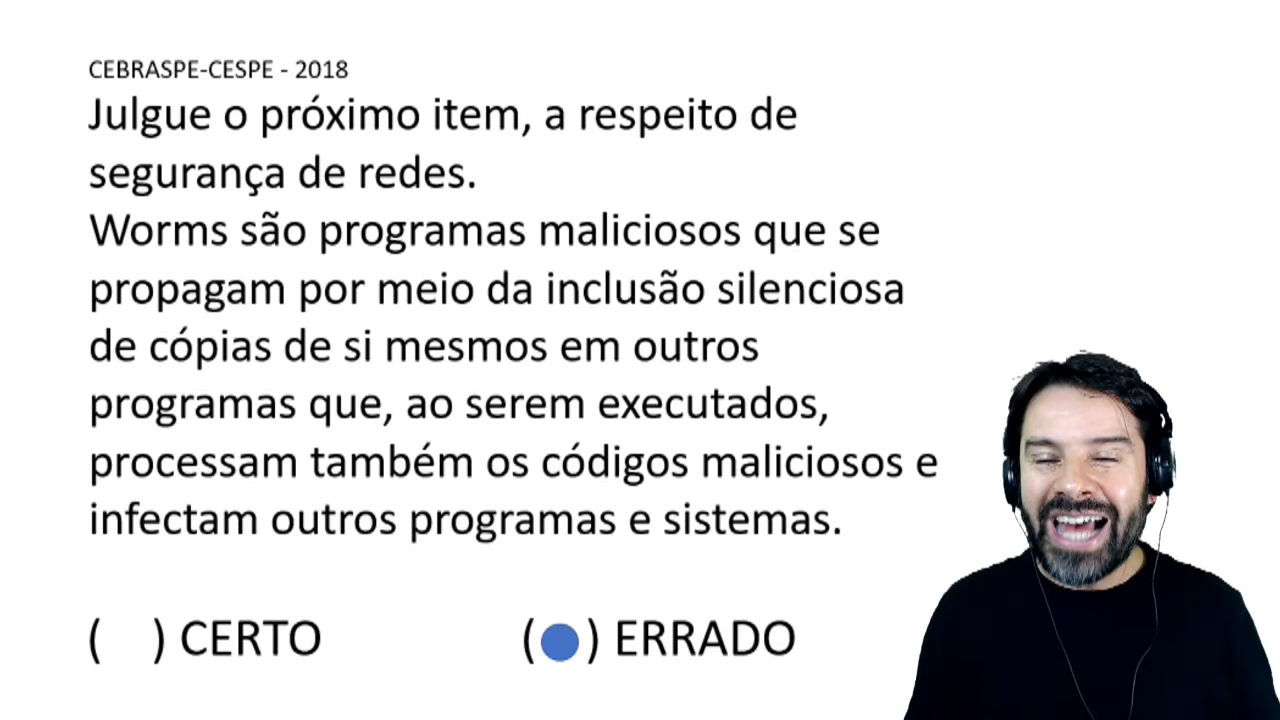 CEBRASPE-CESPE - 2018
Julgue o próximo item, a respeito de
segurança de redes.
Worms são programas maliciosos que se
propagam por meio da inclusão silenciosa
de cópias de si mesmos em outros
programas que, ao serem executados,
processam também os códigos maliciosos e
infectam outros programas e sistemas.
( ) CERTO (●) ERRADO